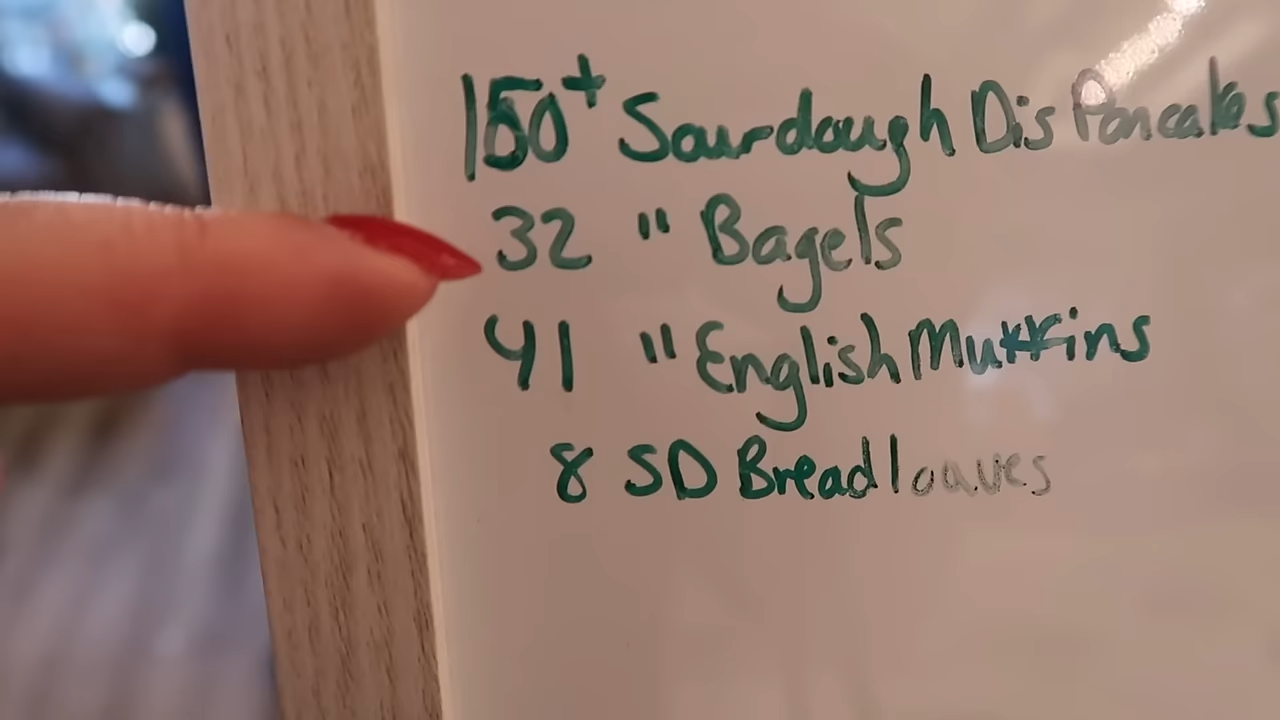 150+ Sourdough Dis Pancakes
32 " Bagels
41 " English Muffins
8 SD Bread loaves